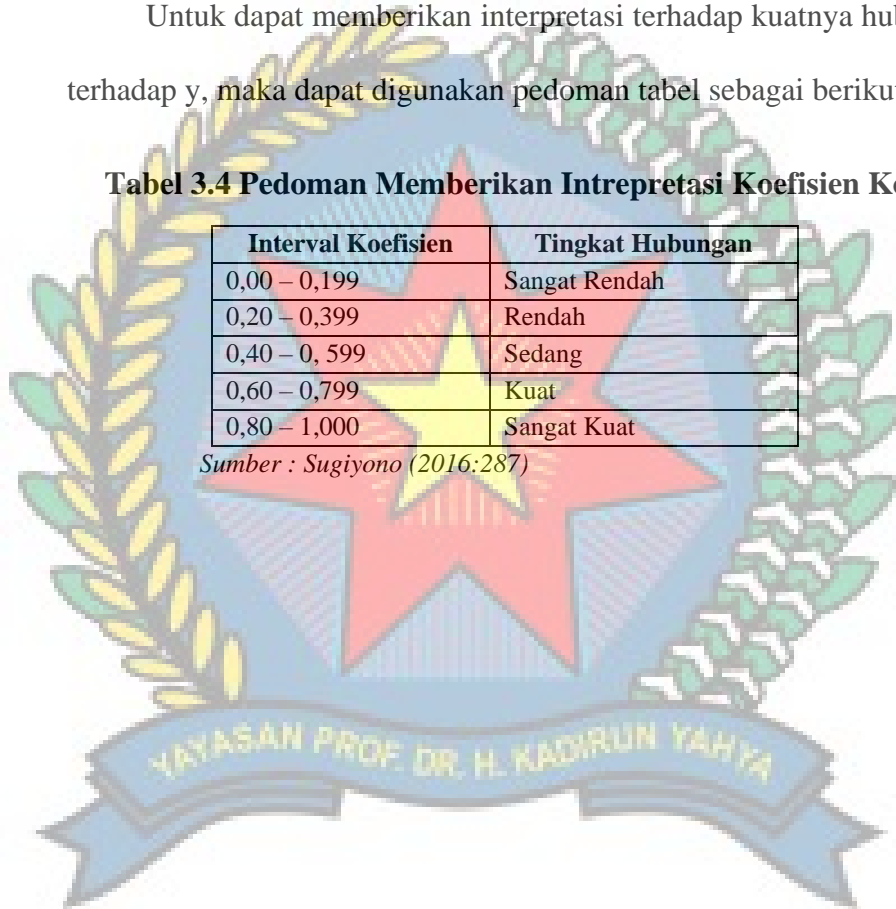 Untuk dapat memberikan interpretasi terhadap kuatnya
terhadap y, maka dapat digunakan pedoman tabel sebagai
Tabel 3.4 Pedoman Memberikan Intrepretasi Koefisien
Interval Koefisien Tingkat Hubungan
0,00 – 0,199 Sangat Rendah
0,20 – 0,399 Rendah
0,40 – 0, 599 Sedang
0,60 – 0,799 Kuat
0,80 – 1,000 Sangat Kuat
Sumber : Sugiyono (2016:287)
YAYASAN PROF. DR. H. KADIRUN YAHYA